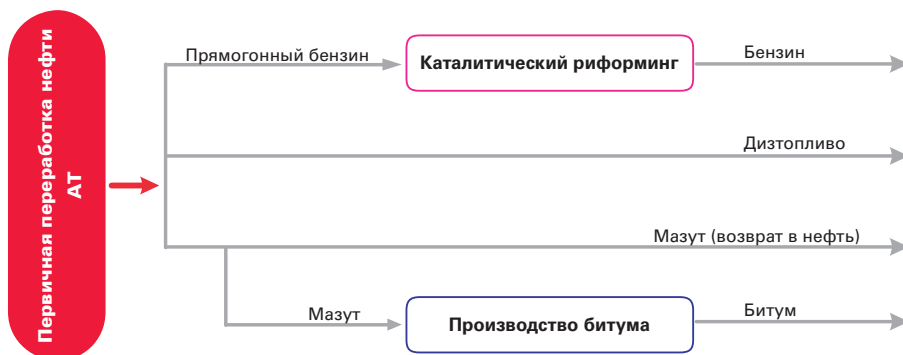 Первичная переработка нефти
АТ
Прямогонный бензин
Каталитический риформинг
Бензин
Дизтопливо
Мазут (возврат в нефть)
Мазут
Производство битума
Битум